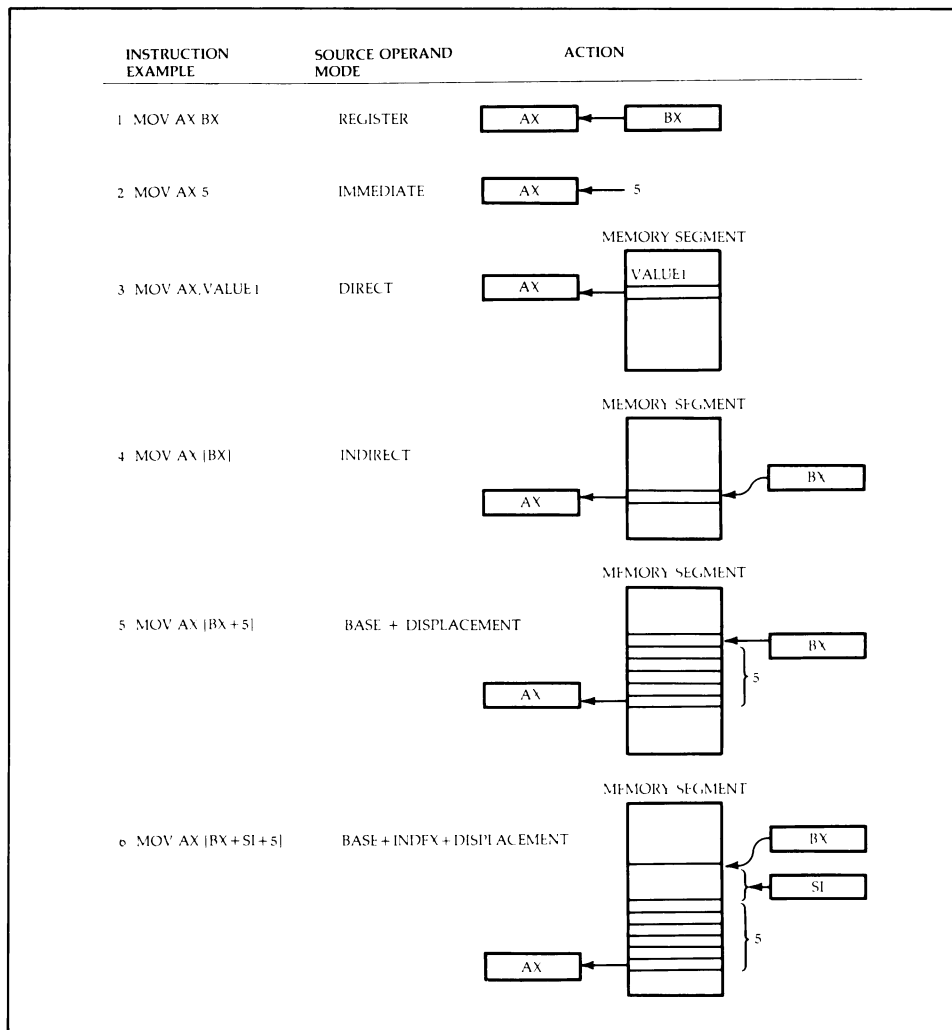 INSTRUCTION EXAMPLE
SOURCE OPERAND MODE
ACTION
1 MOV AX BX
REGISTER
AX
BX
2 MOV AX 5
IMMEDIATE
AX
5
MEMORY SEGMENT
3 MOV AX,VALUE1
DIRECT
AX
VALUE1
MEMORY SEGMENT
4 MOV AX [BX]
INDIRECT
AX
BX
MEMORY SEGMENT
5 MOV AX [BX+5]
BASE + DISPLACEMENT
BX
5
AX
MEMORY SEGMENT
6 MOV AX [BX+SI+5]
BASE+INDEX+DISPLACEMENT
BX
SI
5
AX